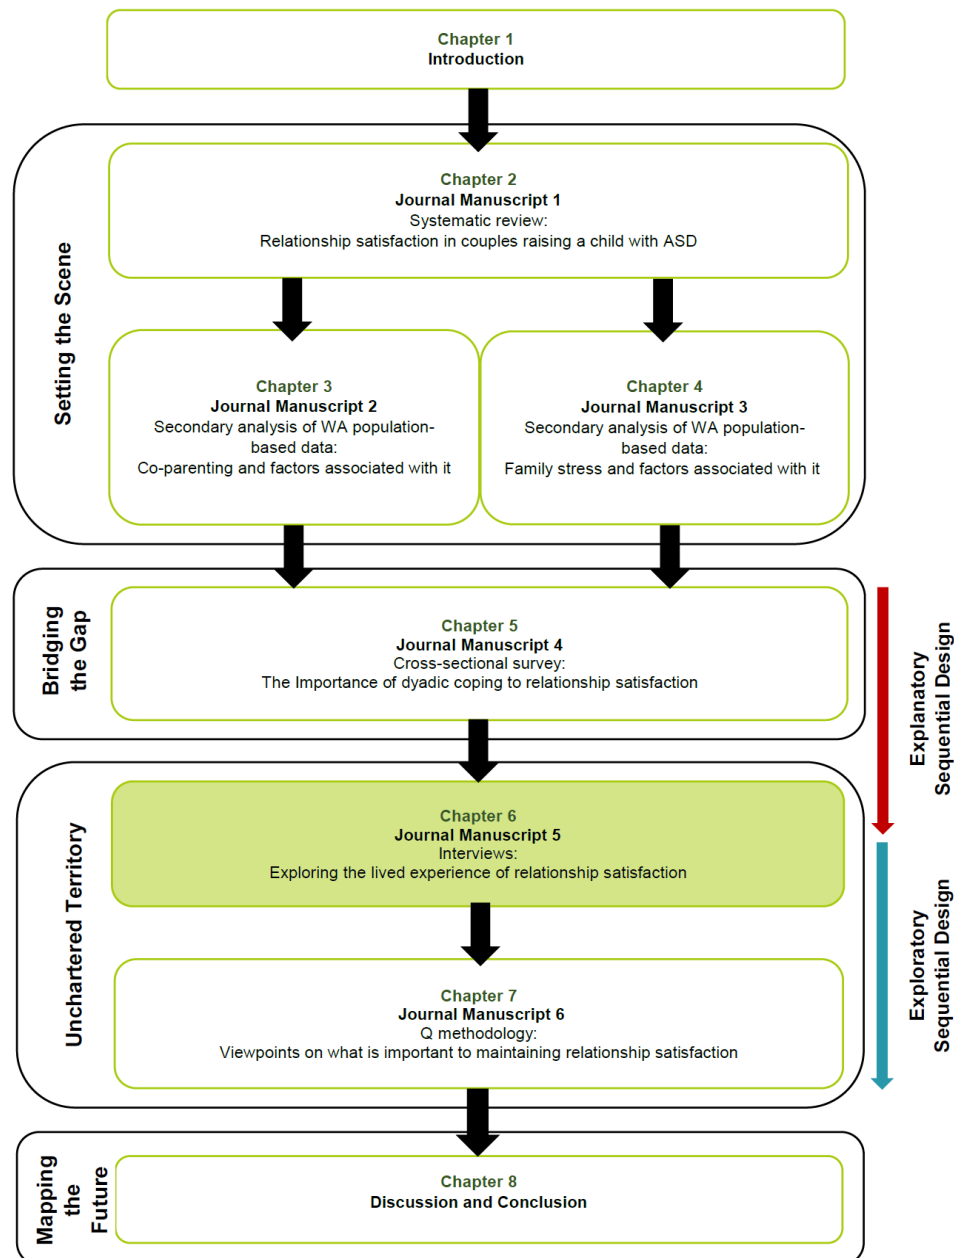 Chapter 1
Introduction
Setting the Scene
Chapter 2
Journal Manuscript 1
Systematic review:
Relationship satisfaction in couples raising a child with ASD
Chapter 3
Journal Manuscript 2
Secondary analysis of WA population-
based data:
Co-parenting and factors associated with it
Chapter 4
Journal Manuscript 3
Secondary analysis of WA population-
based data:
Family stress and factors associated with it
Bridging
the Gap
Chapter 5
Journal Manuscript 4
Cross-sectional survey:
The Importance of dyadic coping to relationship satisfaction
Explanatory
Sequential Design
Unchartered Territory
Chapter 6
Journal Manuscript 5
Interviews:
Exploring the lived experience of relationship satisfaction
Chapter 7
Journal Manuscript 6
Q methodology:
Viewpoints on what is important to maintaining relationship satisfaction
Exploratory
Sequential Design
Mapping
the
Future
Chapter 8
Discussion and Conclusion